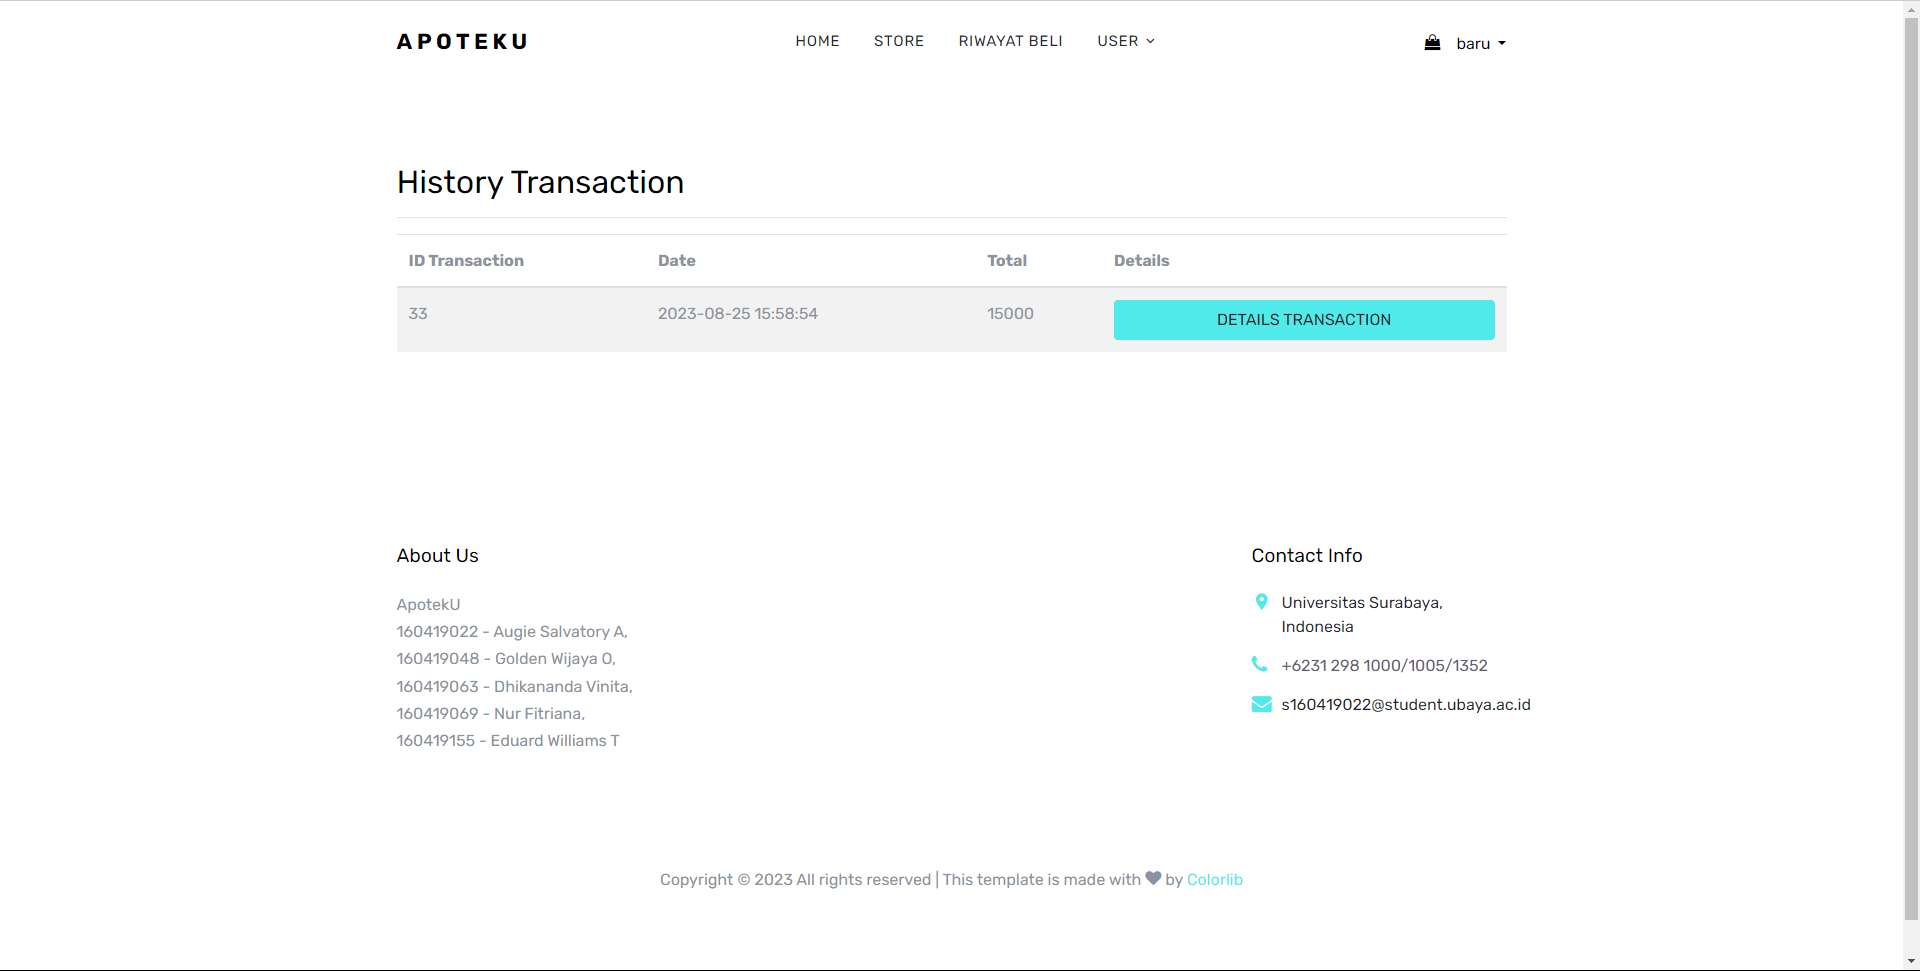 APOTEKU
HOME STORE RIWAYAT BELI USER
baru
History Transaction
ID Transaction Date Total Details
33 2023-08-25 15:58:54 15000 DETAILS TRANSACTION
About Us
ApotekU
160419022 - Augie Salvatory A,
160419048 - Golden Wijaya O,
160419063 - Dhikananda Vinita,
160419069 - Nur Fitriana,
160419155 - Eduard Williams T
Contact Info
Universitas Surabaya,
Indonesia
+6231 298 1000/1005/1352
s160419022@student.ubaya.ac.id
Copyright © 2023 All rights reserved | This template is made with ♥ by Colorlib